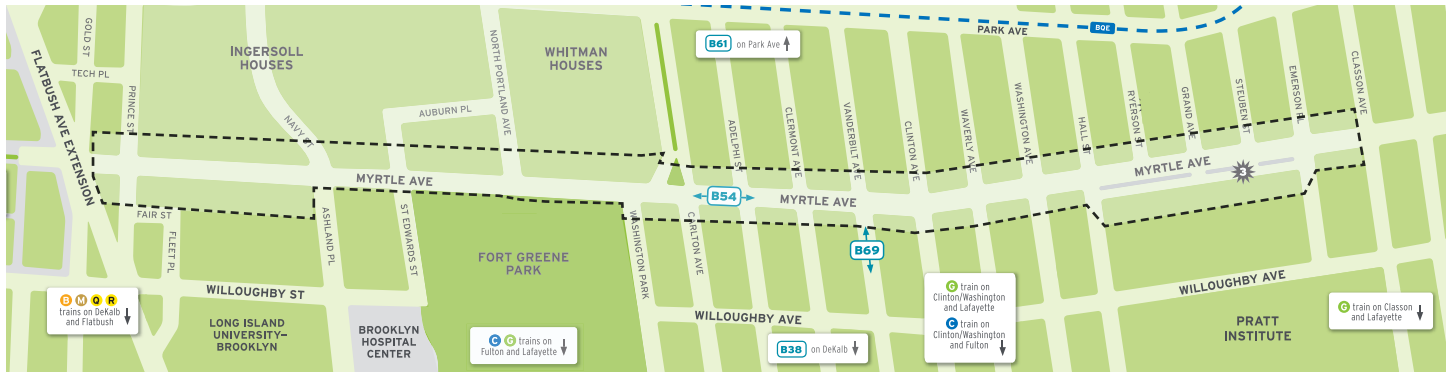 GOLD ST
TECH PL
PRINCE ST
FLATBUSH AVE EXTENSION
INGERSOLL
HOUSES
NAVY ST
AUBURN PL
NORTH PORTLAND AVE
WHITMAN
HOUSES
B61 on Park Ave
PARK AVE
BQE
ADELPHI ST
CLERMONT AVE
VANDERBILT AVE
CLINTON AVE
WAVERLY AVE
WASHINGTON AVE
HALL ST
RYERSON ST
GRAND AVE
STEUBEN ST
EMERSON PL
CLASSON AVE
MYRTLE AVE
B54
MYRTLE AVE
MYRTLE AVE
3
FAIR ST
FLEET PL
ASHLAND PL
ST EDWARDS ST
FORT GREENE
PARK
WASHINGTON PARK
CARLTON AVE
B69
WILLOUGHBY ST
WILLOUGHBY AVE
WILLOUGHBY AVE
B M Q R
trains on DeKalb
and Flatbush
LONG ISLAND
UNIVERSITY–
BROOKLYN
BROOKLYN
HOSPITAL
CENTER
C G trains on
Fulton and Lafayette
B38 on DeKalb
G train on
Clinton/Washington
and Lafayette
C train on
Clinton/Washington
and Fulton
PRATT
INSTITUTE
G train on Classon
and Lafayette